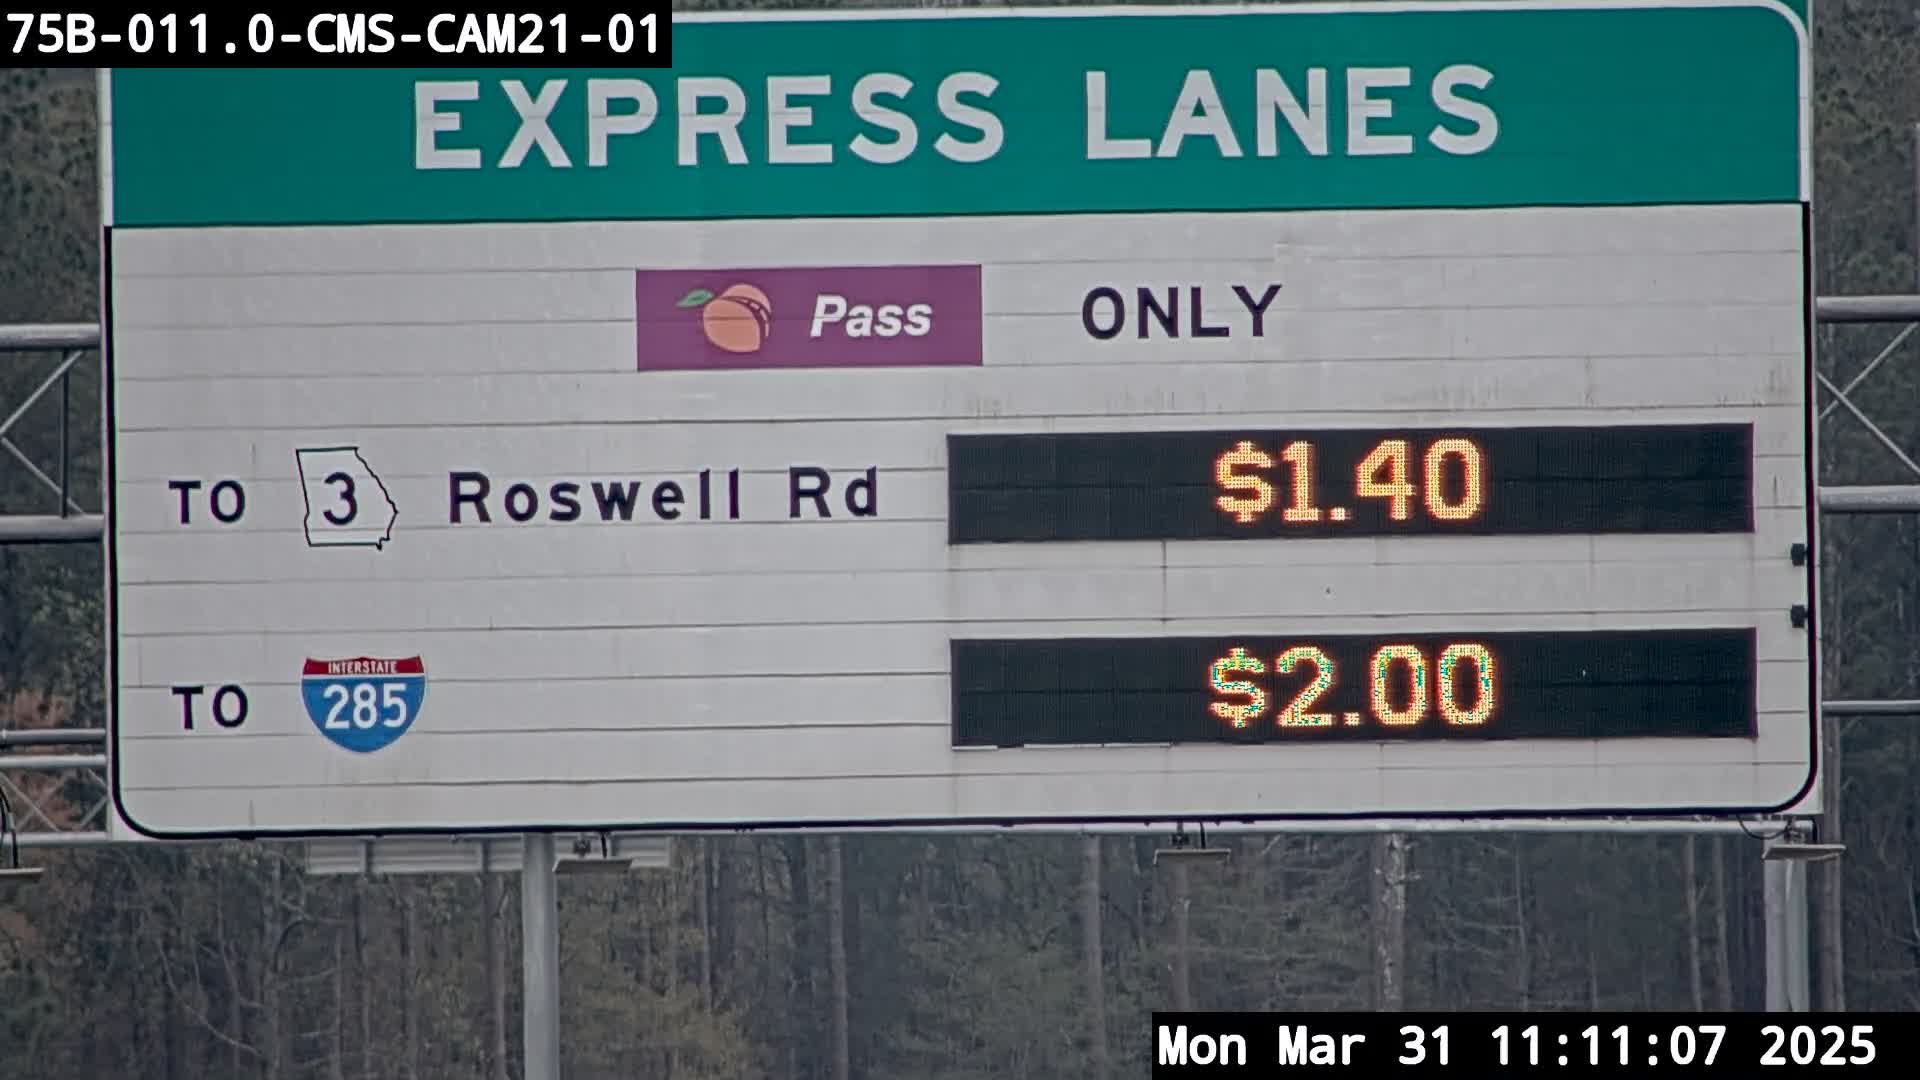 75B-011.0-CMS-CAM21-01
EXPRESS LANES
Pass ONLY
TO 3 Roswell Rd $1.40
TO INTERSTATE 285 $2.00
Mon Mar 31 11:11:07 2025